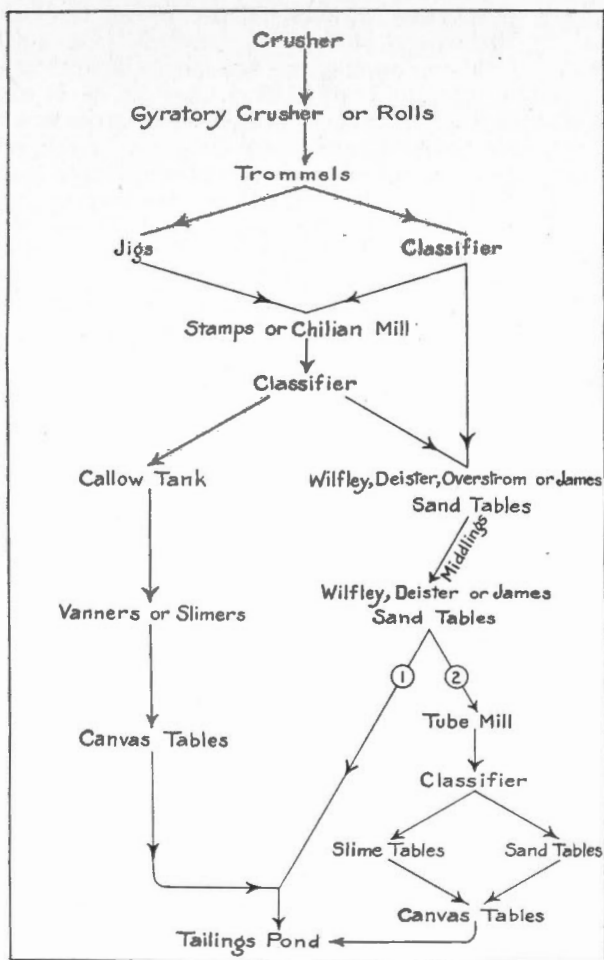 Crusher
Gyratory Crusher or Rolls
Trommels
Jigs
Classifier
Stamps or Chilian Mill
Classifier
Callow Tank
Wilfley, Deister, Overstrom or James
Sand Tables
Middlings
Wilfley, Deister or James
Sand Tables
Vanners or Slimers
1
2
Tube Mill
Canvas Tables
Classifier
Slime Tables
Sand Tables
Canvas Tables
Tailings Pond